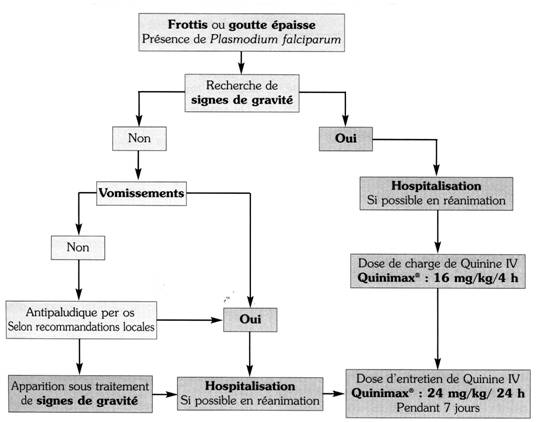 Frottis ou goutte épaisse
Présence de Plasmodium falciparum
Recherche de
signes de gravité
Non
Oui
Vomissements
Hospitalisation
Si possible en réanimation
Non
Dose de charge de Quinine IV
Quinimax® : 16 mg/kg/4 h
Antipaludique per os
Selon recommandations locales
Oui
Apparition sous traitement
de signes de gravité
Hospitalisation
Si possible en réanimation
Dose d'entretien de Quinine IV
Quinimax® : 24 mg/kg/ 24 h
Pendant 7 jours